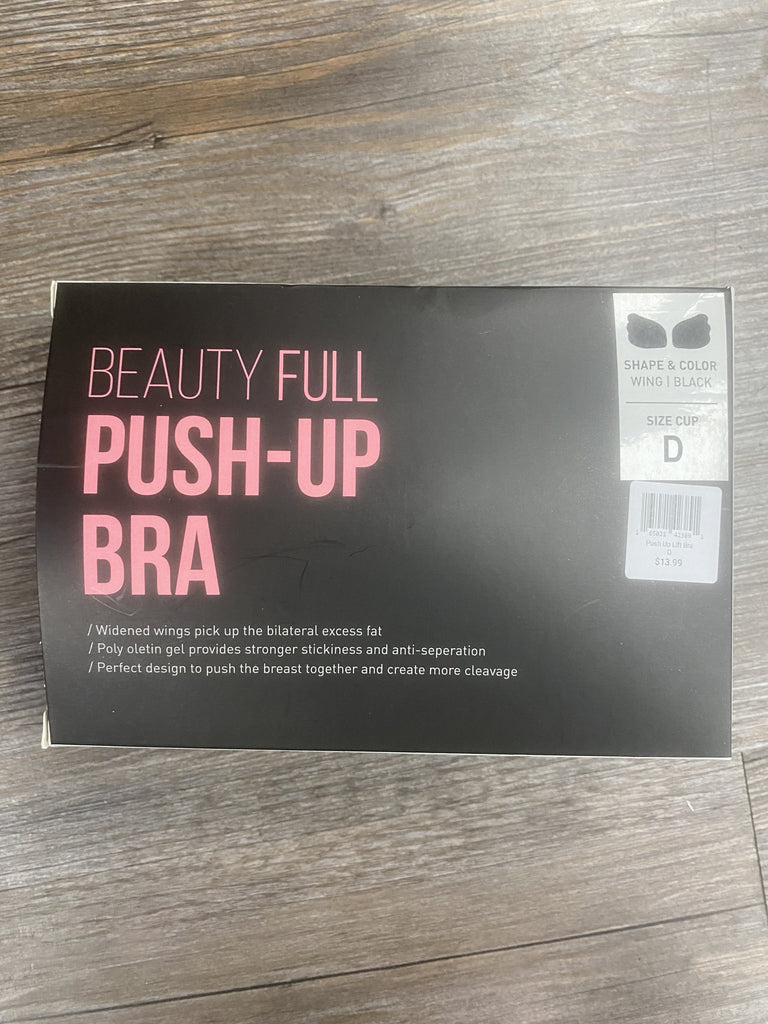 BEAUTY FULL
PUSH-UP
BRA
/ Widened wings pick up the bilateral excess fat
/ Poly oletin gel provides stronger stickiness and anti-seperation
/ Perfect design to push the breast together and create more cleavage
SHAPE & COLOR
WING | BLACK
SIZE CUP
D
Push Up Lift Bra
D
$13.99